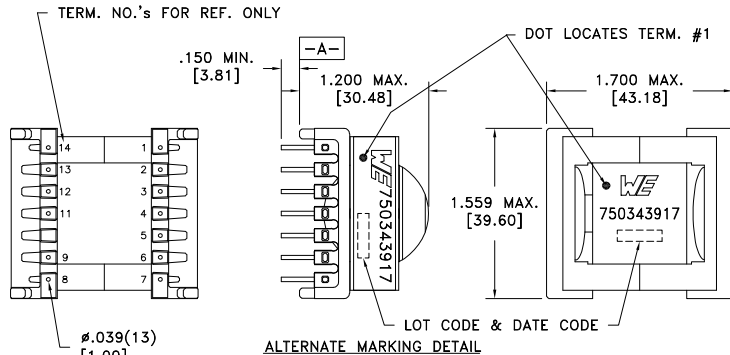 TERM. NO.'s FOR REF. ONLY
-A-
DOT LOCATES TERM. #1
.150 MIN.
[3.81]
1.200 MAX.
[30.48]
1.700 MAX.
[43.18]
14 1
13 2
12 3
11 4
5
9 6
8 7
WE 750343917
1.559 MAX.
[39.60]
WE
750343917
LOT CODE & DATE CODE
ø.039(13)
[1.00]
ALTERNATE MARKING DETAIL